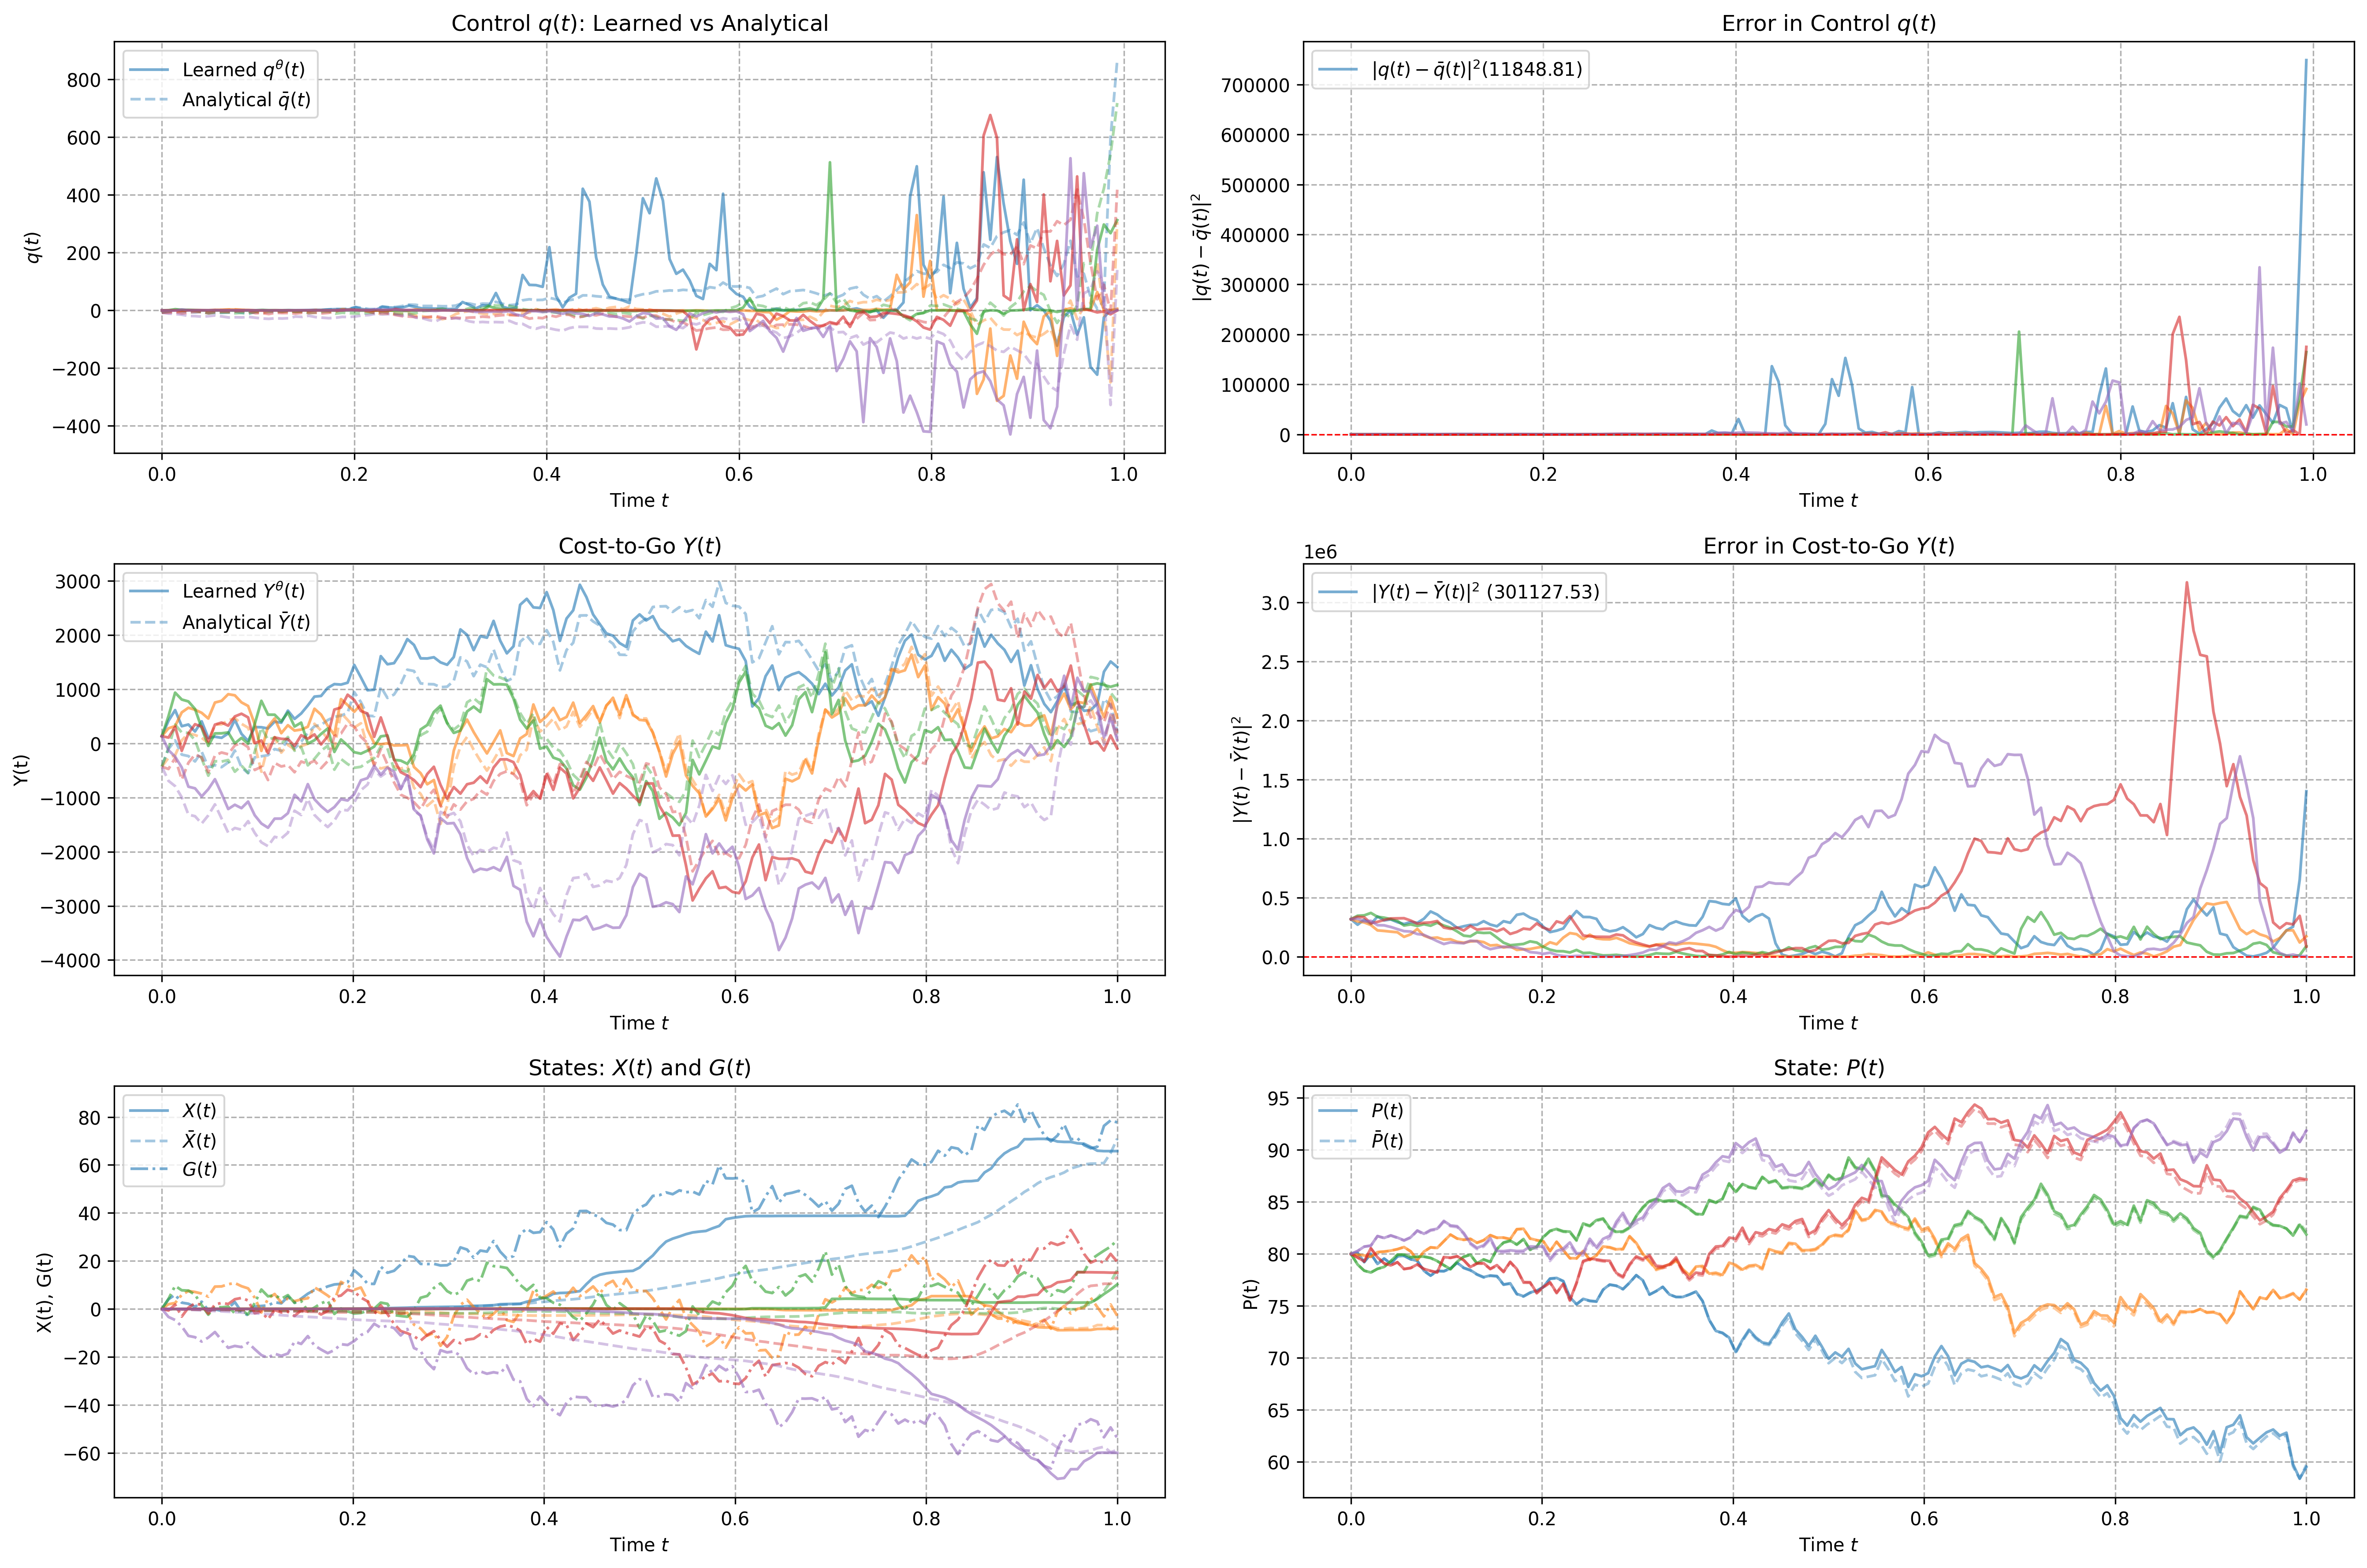 Control q(t): Learned vs Analytical
Learned q^θ(t)
Analytical q̄(t)
800
600
400
200
0
−200
−400
q(t)
0.0 0.2 0.4 0.6 0.8 1.0
Time t
Error in Control q(t)
|q(t) − q̄(t)|²(11848.81)
700000
600000
500000
400000
300000
200000
100000
0
|q(t) − q̄(t)|²
0.0 0.2 0.4 0.6 0.8 1.0
Time t
Cost-to-Go Y(t)
Learned Y^θ(t)
Analytical Ȳ(t)
3000
2000
1000
0
−1000
−2000
−3000
−4000
Y(t)
0.0 0.2 0.4 0.6 0.8 1.0
Time t
Error in Cost-to-Go Y(t)
1e6
|Y(t) − Ȳ(t)|² (301127.53)
3.0
2.5
2.0
1.5
1.0
0.5
0.0
|Y(t) − Ȳ(t)|²
0.0 0.2 0.4 0.6 0.8 1.0
Time t
States: X(t) and G(t)
X(t)
X̄(t)
G(t)
80
60
40
20
0
−20
−40
−60
X(t), G(t)
0.0 0.2 0.4 0.6 0.8 1.0
Time t
State: P(t)
P(t)
P̄(t)
95
90
85
80
75
70
65
60
P(t)
0.0 0.2 0.4 0.6 0.8 1.0
Time t